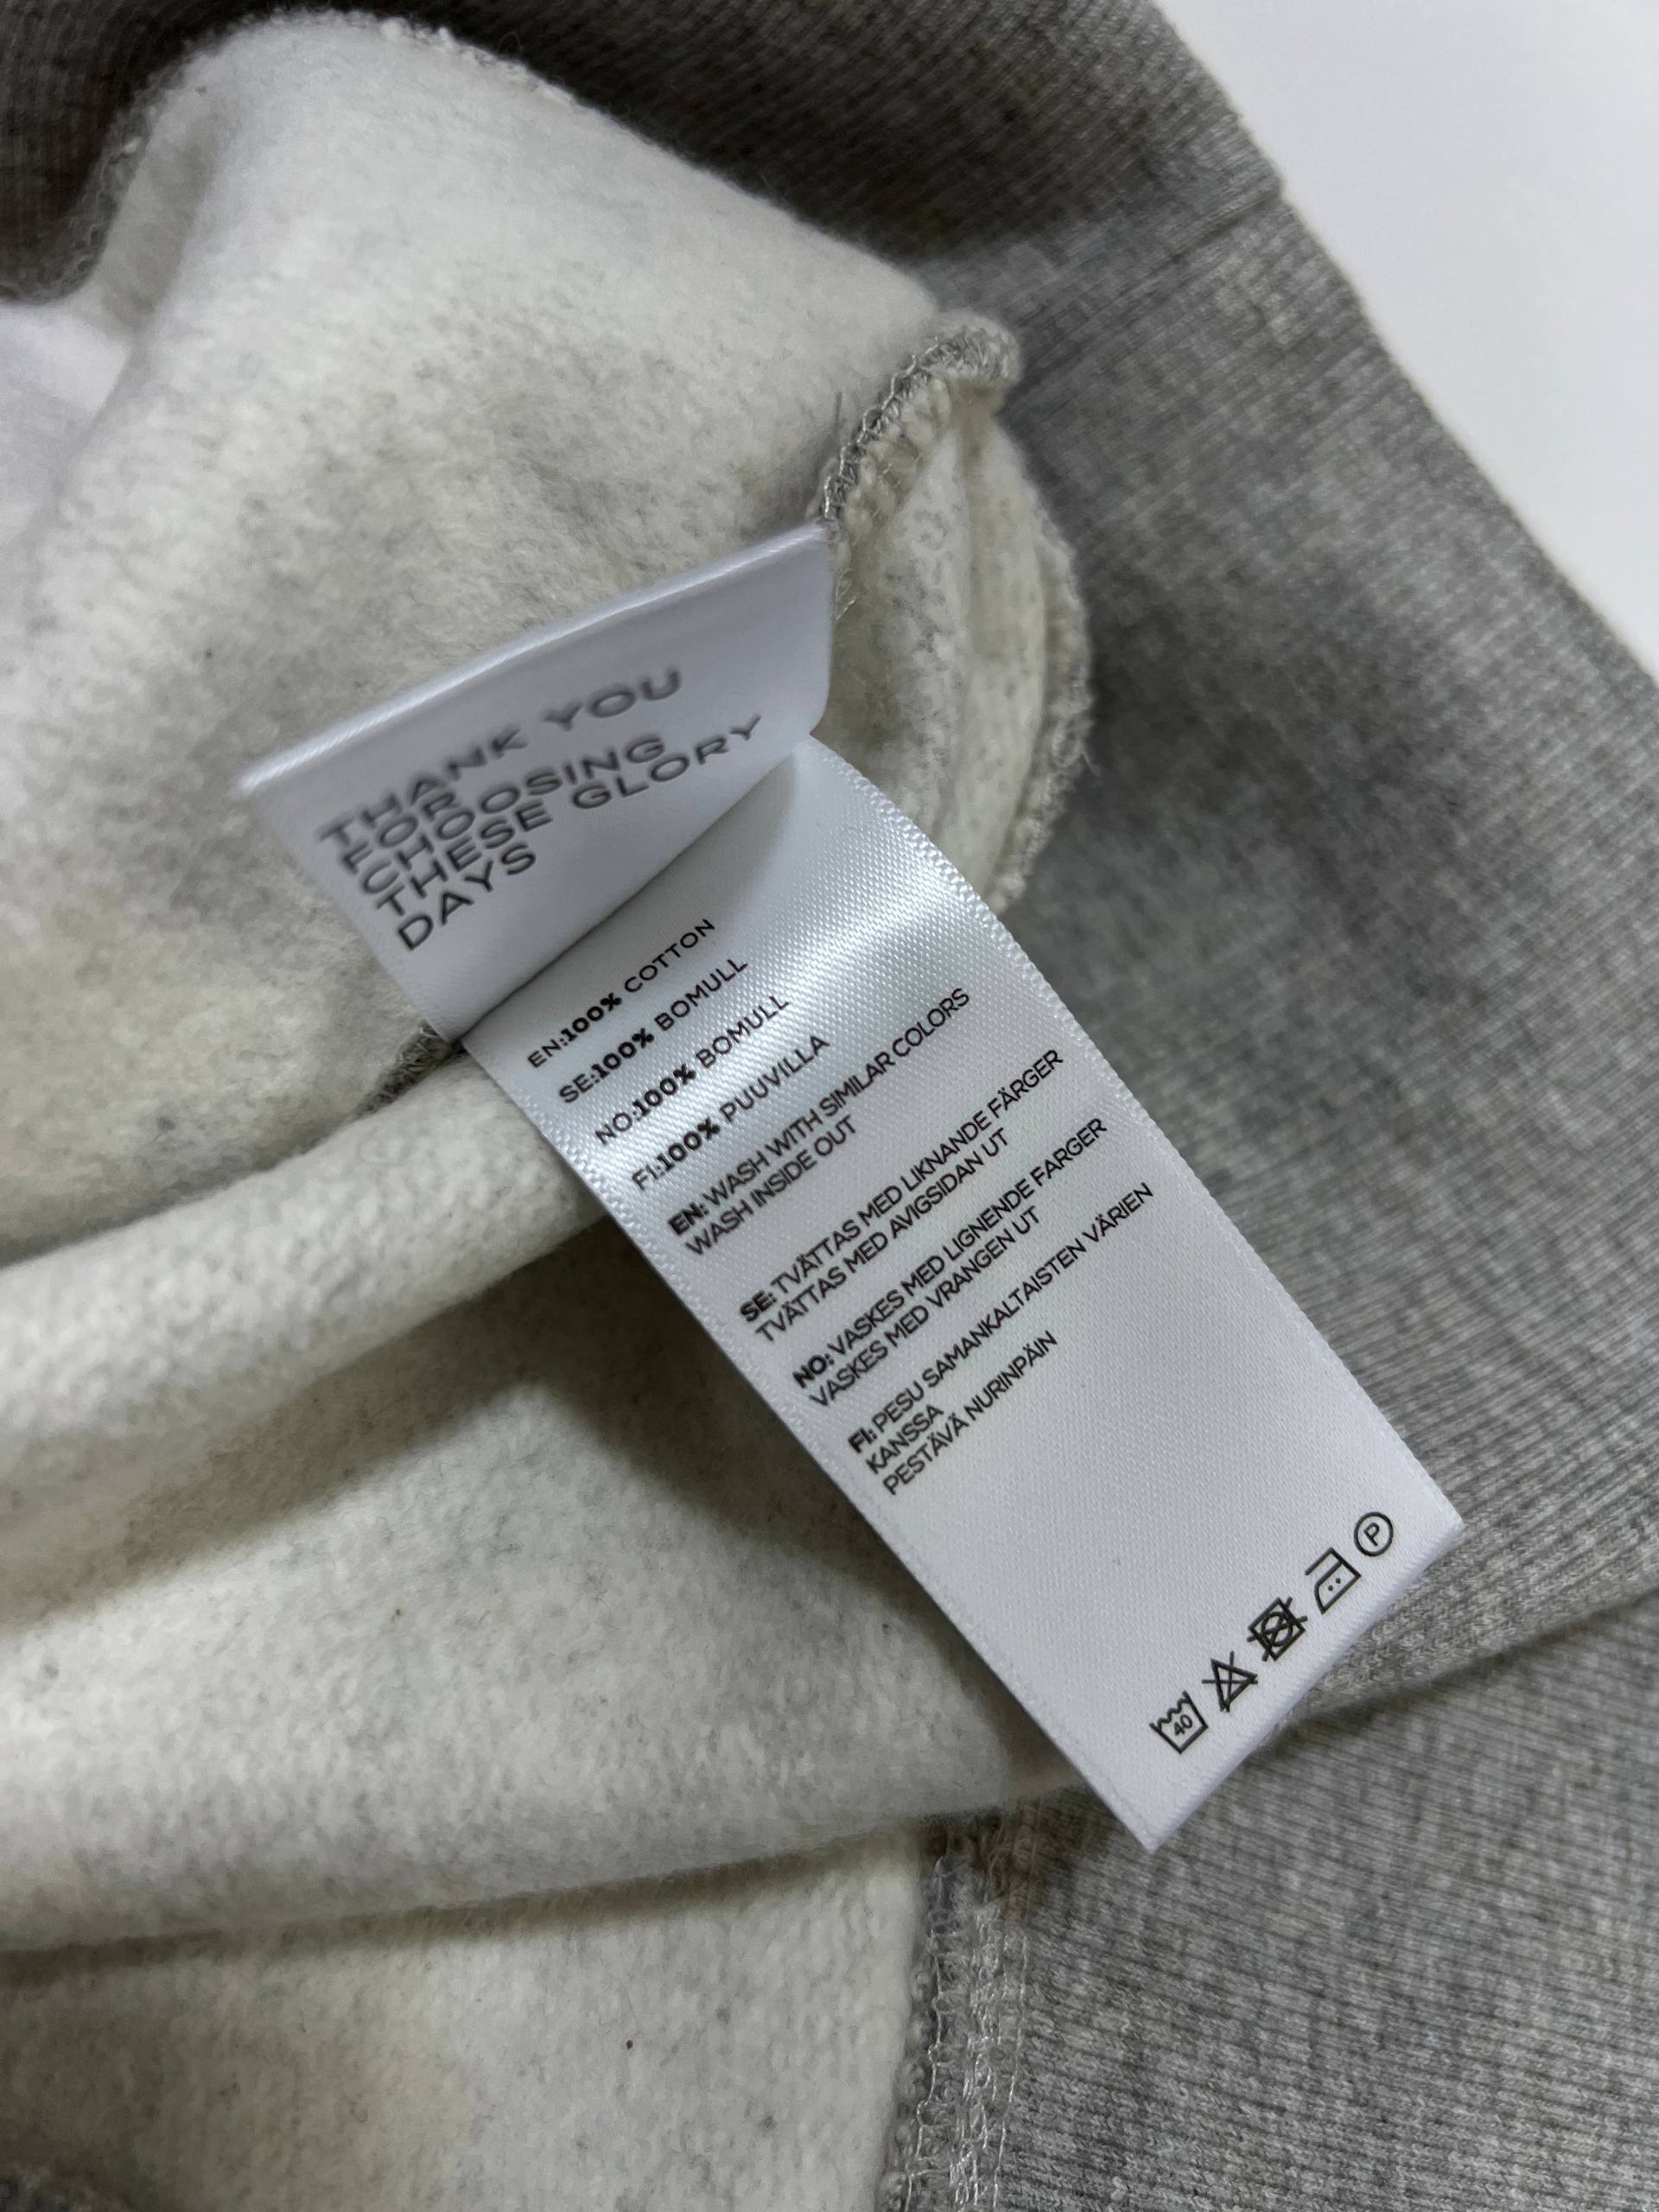 THANK YOU
FOR
CHOOSING
THESE GLORY
DAYS
EN:100% COTTON
SE:100% BOMULL
NO:100% BOMULL
FI:100% PUUVILLA
EN: WASH WITH SIMILAR COLORS
WASH INSIDE OUT
SE: TVÄTTAS MED LIKNANDE FÄRGER
TVÄTTAS MED AVIGSIDAN UT
NO: VASKES MED LIGNENDE FARGER
VASKES MED VRANGEN UT
FI: PESU SAMANKALTAISTEN VÄRIEN
KANSSA
PESTÄVÄ NURINPÄIN
40
P